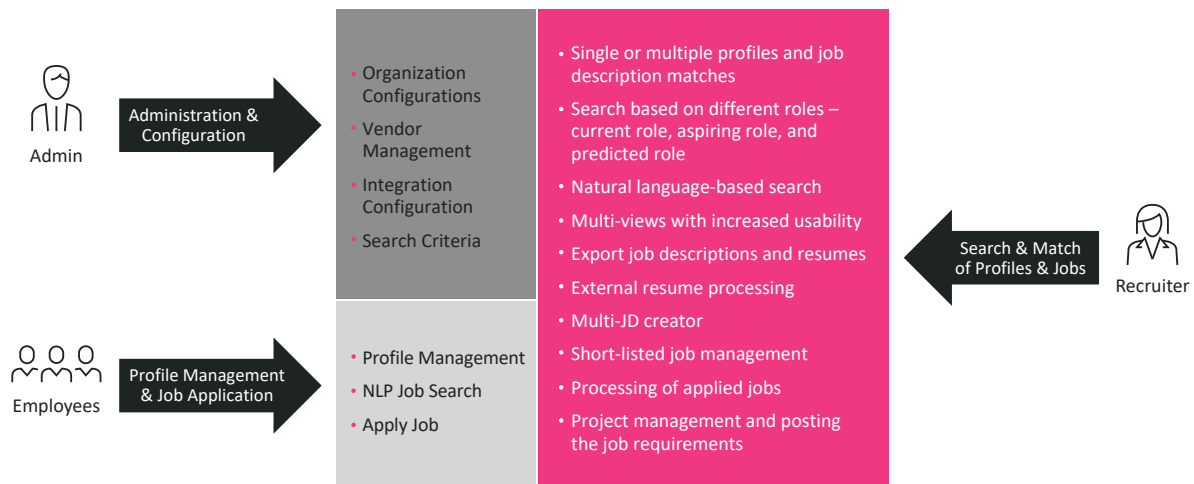 Admin
Administration &
Configuration
• Organization
Configurations
• Vendor
Management
• Integration
Configuration
• Search Criteria
Employees
Profile Management
& Job Application
• Profile Management
• NLP Job Search
• Apply Job
• Single or multiple profiles and job
description matches
• Search based on different roles –
current role, aspiring role, and
predicted role
• Natural language-based search
• Multi-views with increased usability
• Export job descriptions and resumes
• External resume processing
• Multi-JD creator
• Short-listed job management
• Processing of applied jobs
• Project management and posting
the job requirements
Search & Match
of Profiles & Jobs
Recruiter